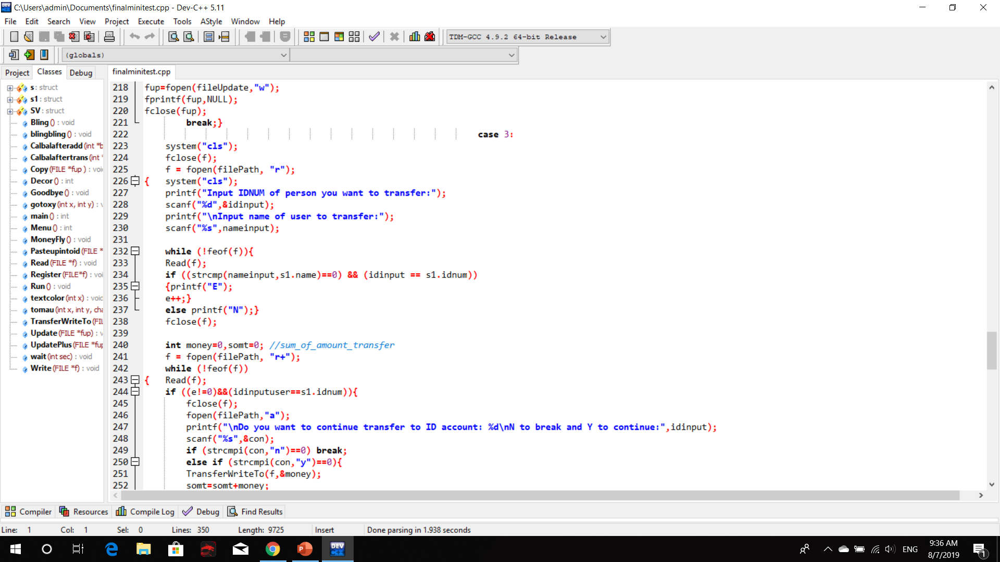 C:\Users\admin\Documents\finalminitest.cpp - Dev-C++ 5.11
File Edit Search View Project Execute Tools AStyle Window Help
TDM-GCC 4.9.2 64-bit Release
(globals)
Project Classes Debug
finalminitest.cpp
s : struct
s1 : struct
SV : struct
Bling () : void
blingbling () : void
Calbalafteradd (int *b
Calbalaftertrans (int *
Copy (FILE *fup ) : voi
Decor () : int
Goodbye () : void
gotoxy (int x, int y) : v
main () : int
Menu () : int
MoneyFly () : void
Pasteupintoid (FILE *
Read (FILE *f) : void
Register (FILE*f) : voi
Run () : void
textcolor (int x) : void
tomau (int x, int y, cha
TransferWriteTo (FIL
Update (FILE *fup) : v
UpdatePlus (FILE *fup
wait (int sec) : void
Write (FILE *f) : void
218 fup=fopen(fileUpdate,"w");
219 fprintf(fup,NULL);
220 fclose(fup);
221 break;}
222 case 3:
223 system("cls");
224 fclose(f);
225 f = fopen(filePath, "r");
226 { system("cls");
227 printf("Input IDNUM of person you want to transfer:");
228 scanf("%d",&idinput);
229 printf("\nInput name of user to transfer:");
230 scanf("%s",nameinput);
231
232 while (!feof(f)){
233 Read(f);
234 if ((strcmp(nameinput,s1.name)==0) && (idinput == s1.idnum))
235 {printf("E");
236 e++;}
237 else printf("N");}
238 fclose(f);
239
240 int money=0,somt=0; //sum_of_amount_transfer
241 f = fopen(filePath, "r+");
242 while (!feof(f))
243 { Read(f);
244 if ((e!=0)&&(idinputuser==s1.idnum)){
245 fclose(f);
246 fopen(filePath,"a");
247 printf("\nDo you want to continue transfer to ID account: %d\nN to break and Y to continue:",idinput);
248 scanf("%s",&con);
249 if (strcmpi(con,"n")==0) break;
250 else if (strcmpi(con,"y")==0){
251 TransferWriteTo(f,&money);
252 somt=somt+money;
Compiler Resources Compile Log Debug Find Results
Line: 1 Col: 1 Sel: 0 Lines: 350 Length: 9725 Insert Done parsing in 1.938 seconds
P
DEV C++
ENG
9:36 AM
8/7/2019
1